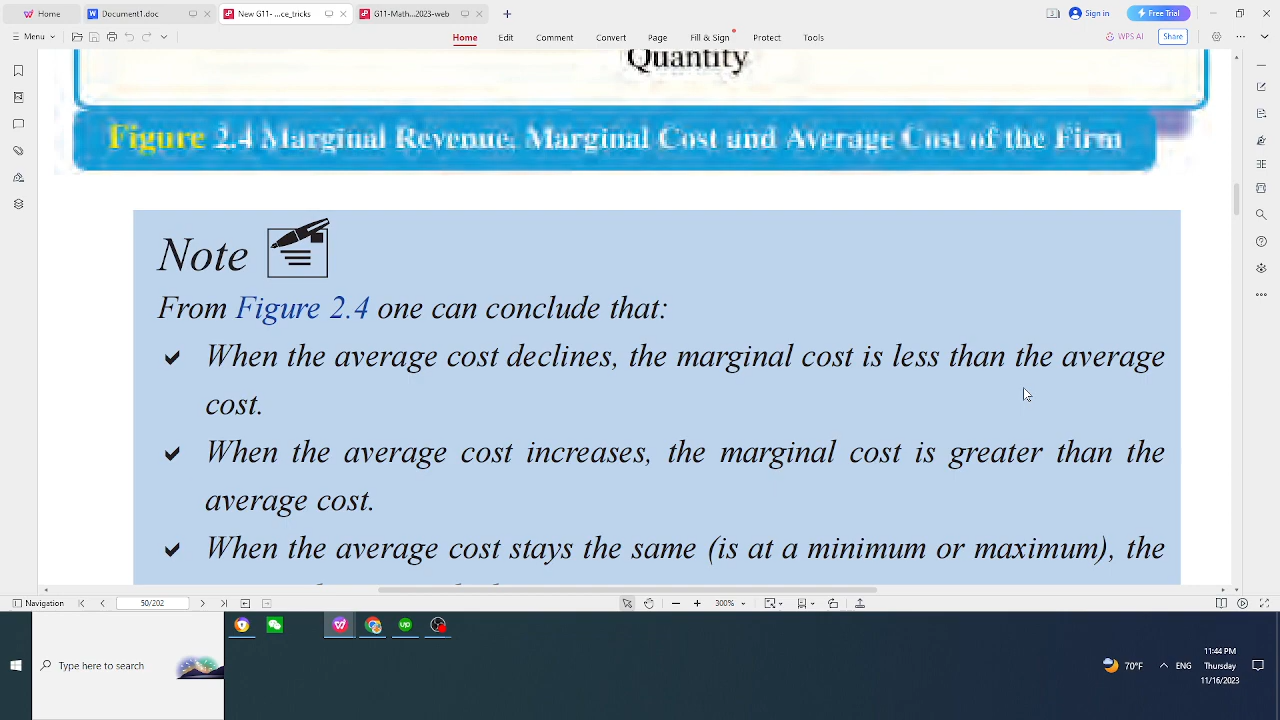 Home Document1.doc New G11- ...ce_tricks G11-Math...2023-web Sign in Free Trial
Menu Home Edit Comment Convert Page Fill & Sign Protect Tools WPS AI Share
Quantity
Figure 2.4 Marginal Revenue, Marginal Cost and Average Cost of the Firm
Note
From Figure 2.4 one can conclude that:
When the average cost declines, the marginal cost is less than the average
cost.
When the average cost increases, the marginal cost is greater than the
average cost.
When the average cost stays the same (is at a minimum or maximum), the
Navigation 50/202 300%
Type here to search
70°F ENG
11:44 PM
Thursday
11/16/2023